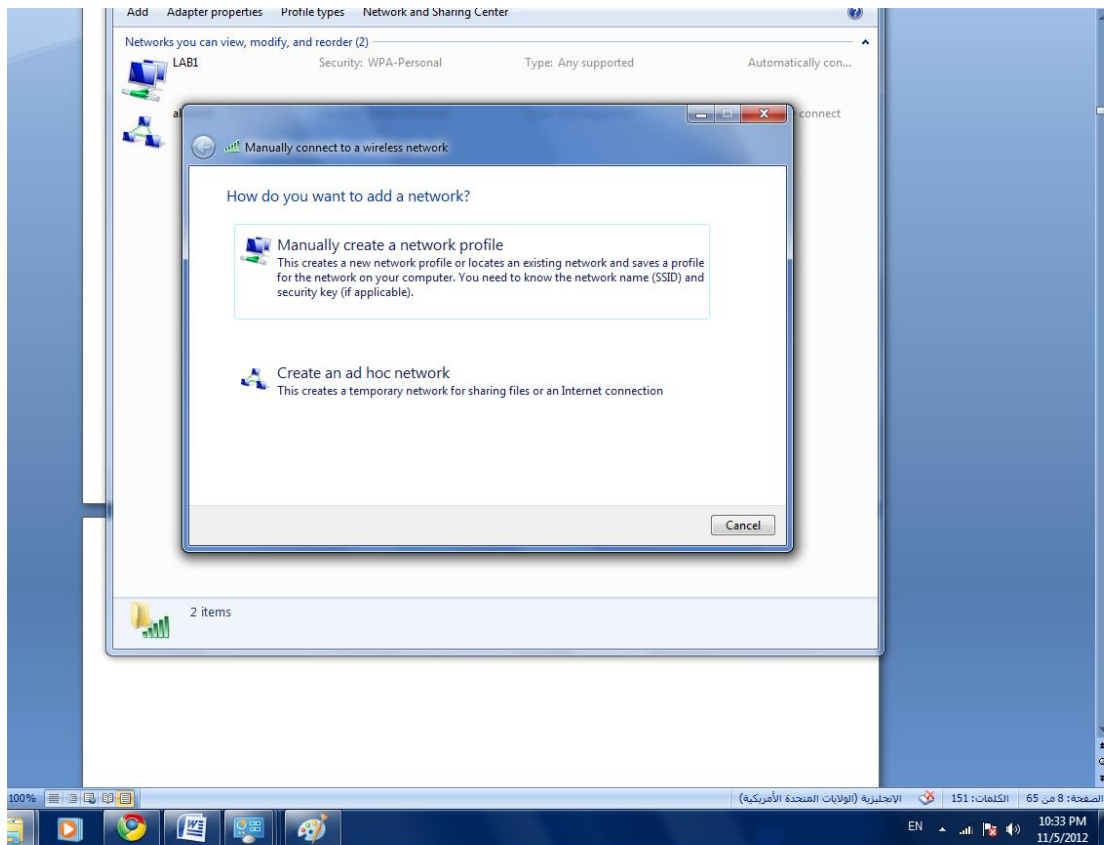 Add Adapter properties Profile types Network and Sharing Center
Networks you can view, modify, and reorder (2)
LAB1 Security: WPA-Personal Type: Any supported Automatically con...
connect
Manually connect to a wireless network
How do you want to add a network?
Manually create a network profile
This creates a new network profile or locates an existing network and saves a profile
for the network on your computer. You need to know the network name (SSID) and
security key (if applicable).
Create an ad hoc network
This creates a temporary network for sharing files or an Internet connection
Cancel
2 items
الصفحة: 8 من 65 الكلمات: 151 الإنجليزية (الولايات المتحدة الأمريكية)
100%
EN
10:33 PM
11/5/2012